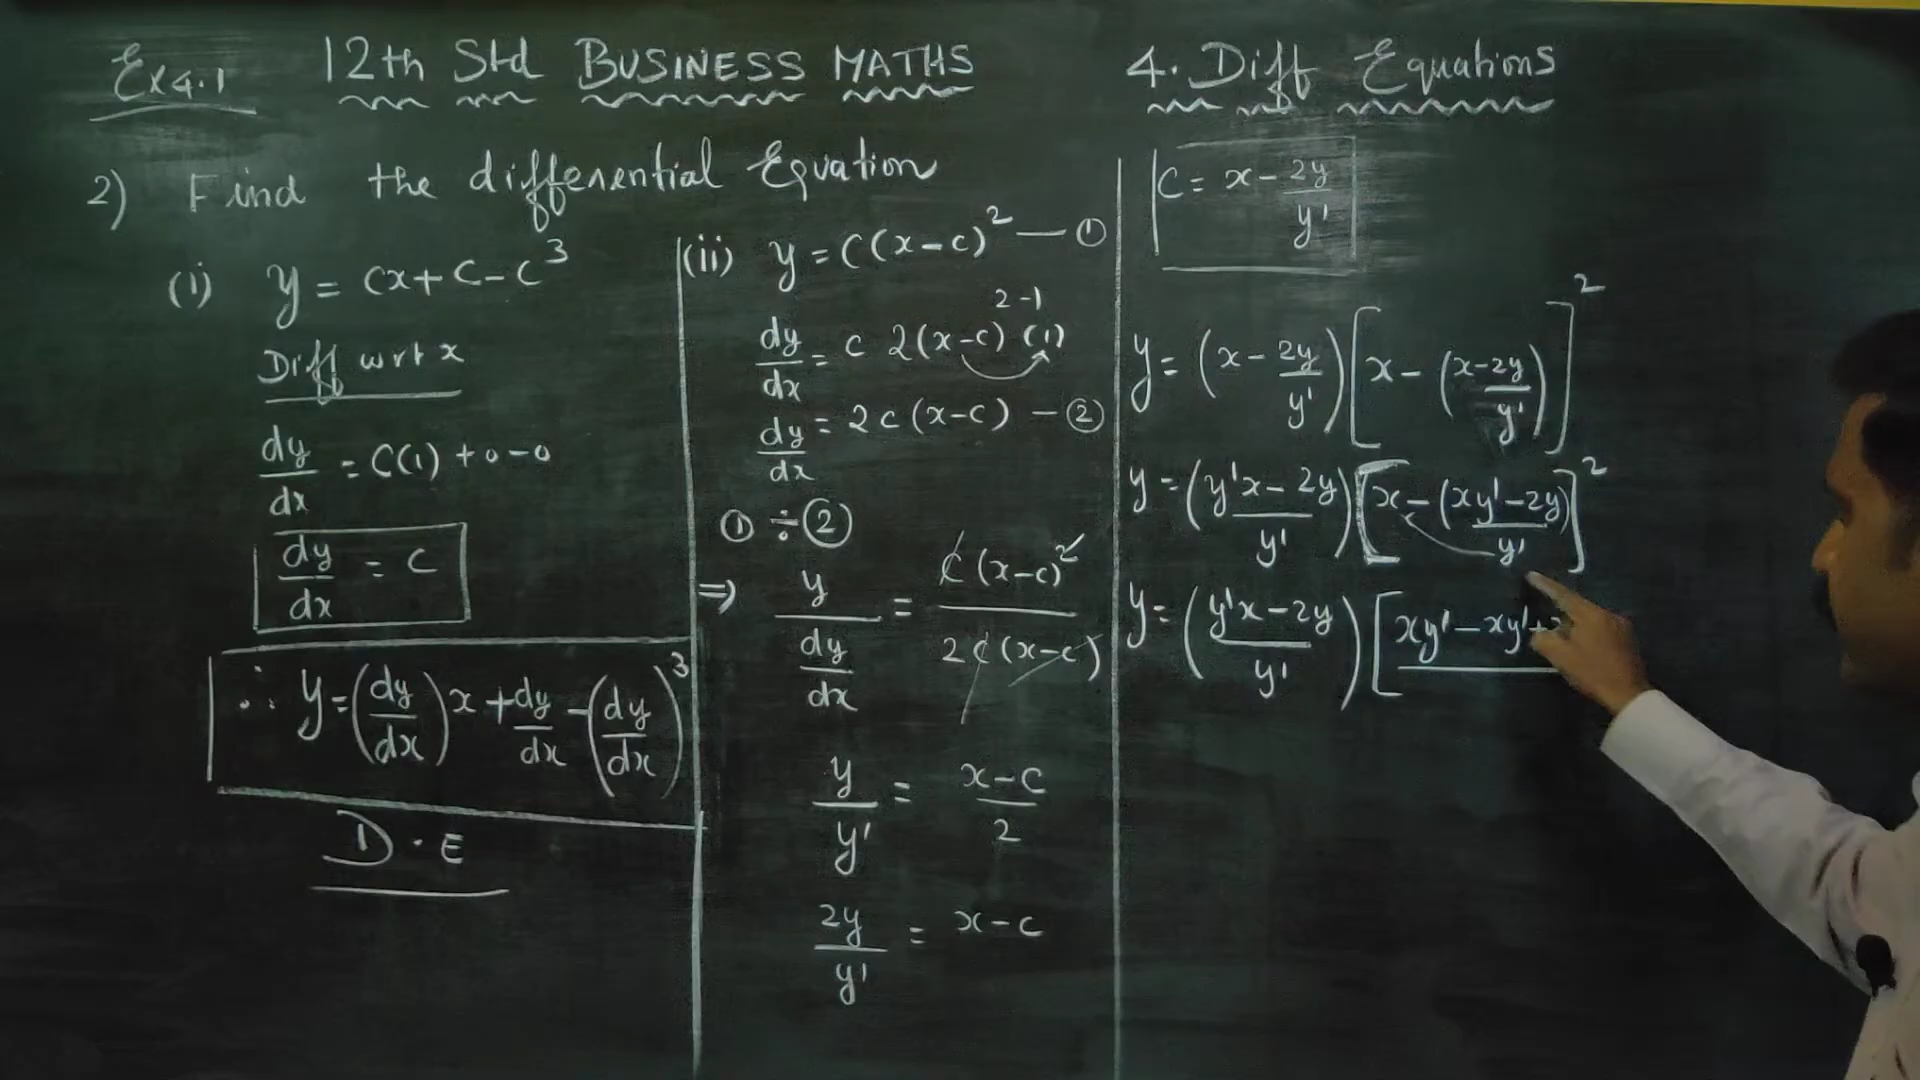 Ex 4.1 12th Std BUSINESS MATHS 4. Diff Equations
2) Find the differential Equation
(i) y = cx + c - c³
Diff wrt x
dy/dx = c(1) + 0 - 0
dy/dx = c
∴ y = (dy/dx)x + dy/dx - (dy/dx)³
D.E
(ii) y = c(x-c)² — ①
dy/dx = c 2(x-c)²⁻¹ (1)
dy/dx = 2c(x-c) — ②
① ÷ ②
⇒ y/(dy/dx) = c(x-c)²/2c(x-c)
y/y' = (x-c)/2
2y/y' = x-c
C = x - 2y/y'
y = (x - 2y/y')[x - (x-2y/y')]²
y = ((y'x - 2y)/y')[x - (xy' - 2y)/y']²
y = ((y'x - 2y)/y')[xy' - xy' +